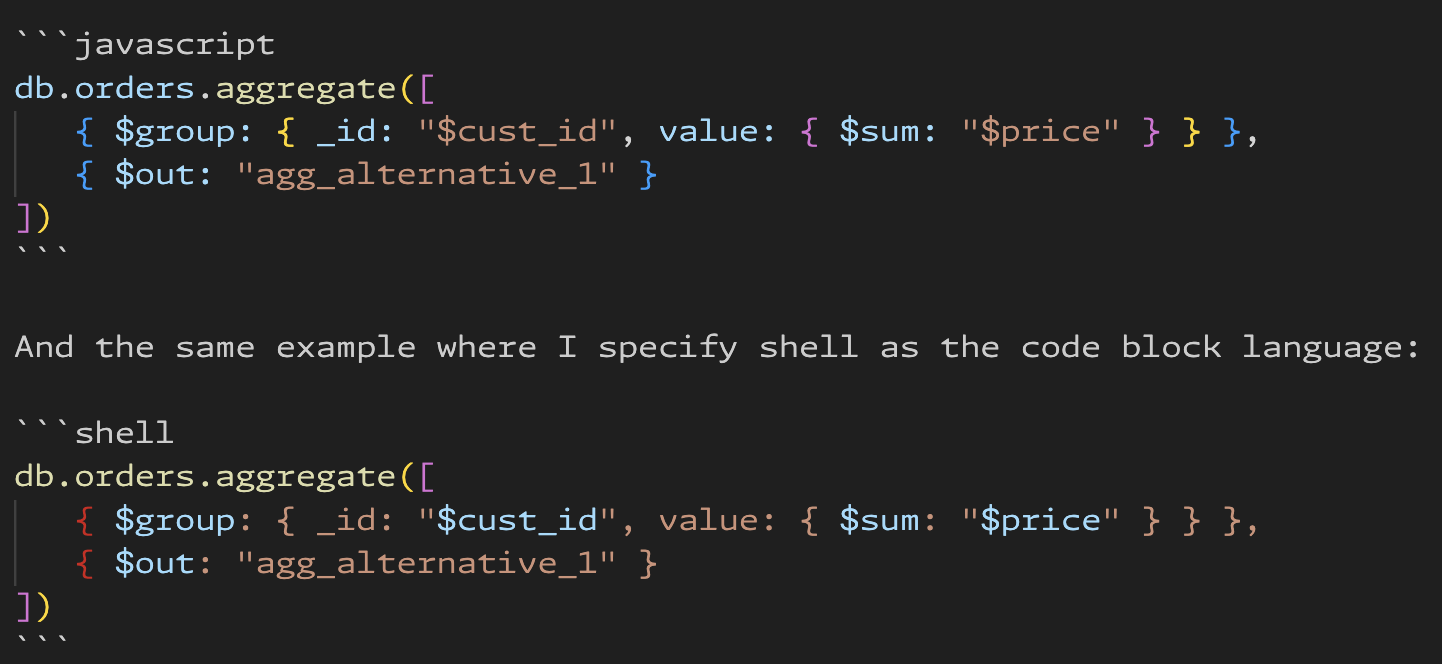 ```javascript
db.orders.aggregate([
   { $group: { _id: "$cust_id", value: { $sum: "$price" } } },
   { $out: "agg_alternative_1" }
])
```
And the same example where I specify shell as the code block language:
```shell
db.orders.aggregate([
   { $group: { _id: "$cust_id", value: { $sum: "$price" } } },
   { $out: "agg_alternative_1" }
])
```